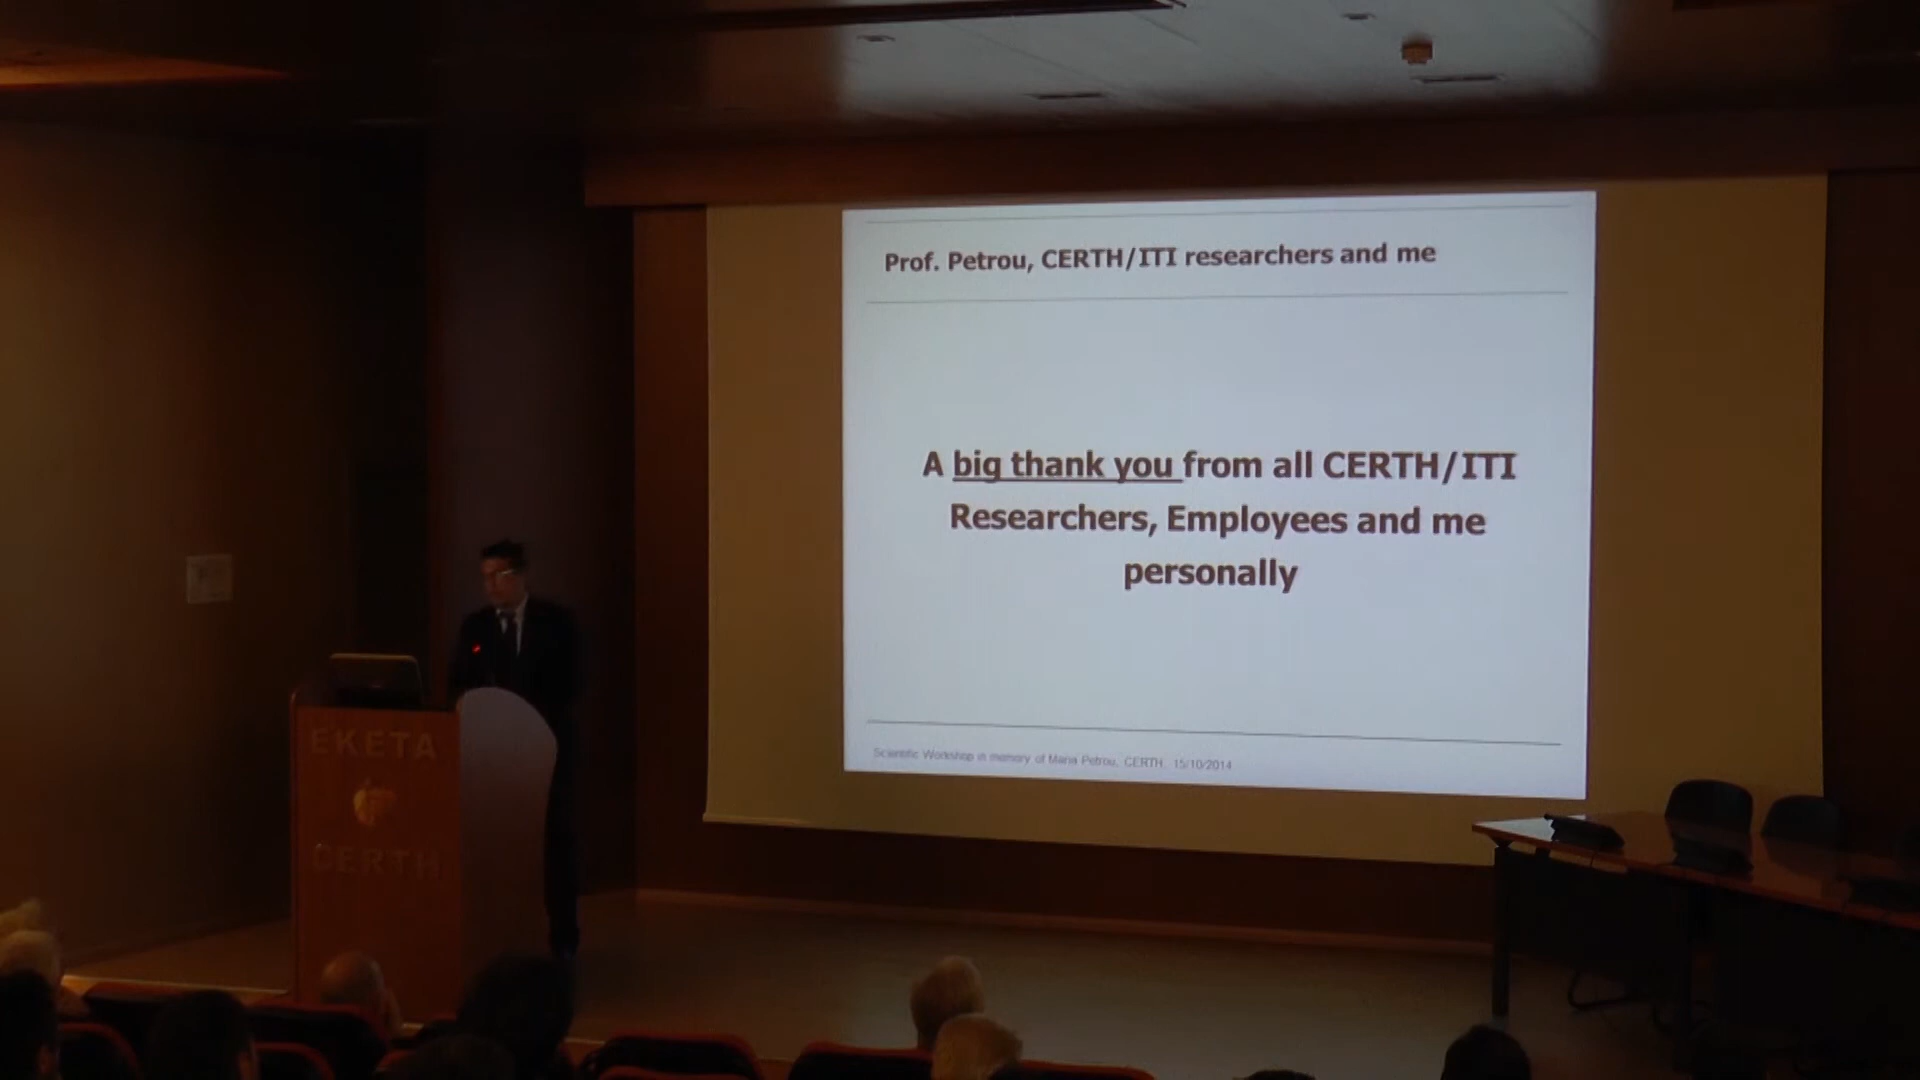 Prof. Petrou, CERTH/ITI researchers and me
A big thank you from all CERTH/ITI
Researchers, Employees and me
personally
Scientific Workshop in memory of Maria Petrou, CERTH, 15/10/2014
EKETA
CERTH